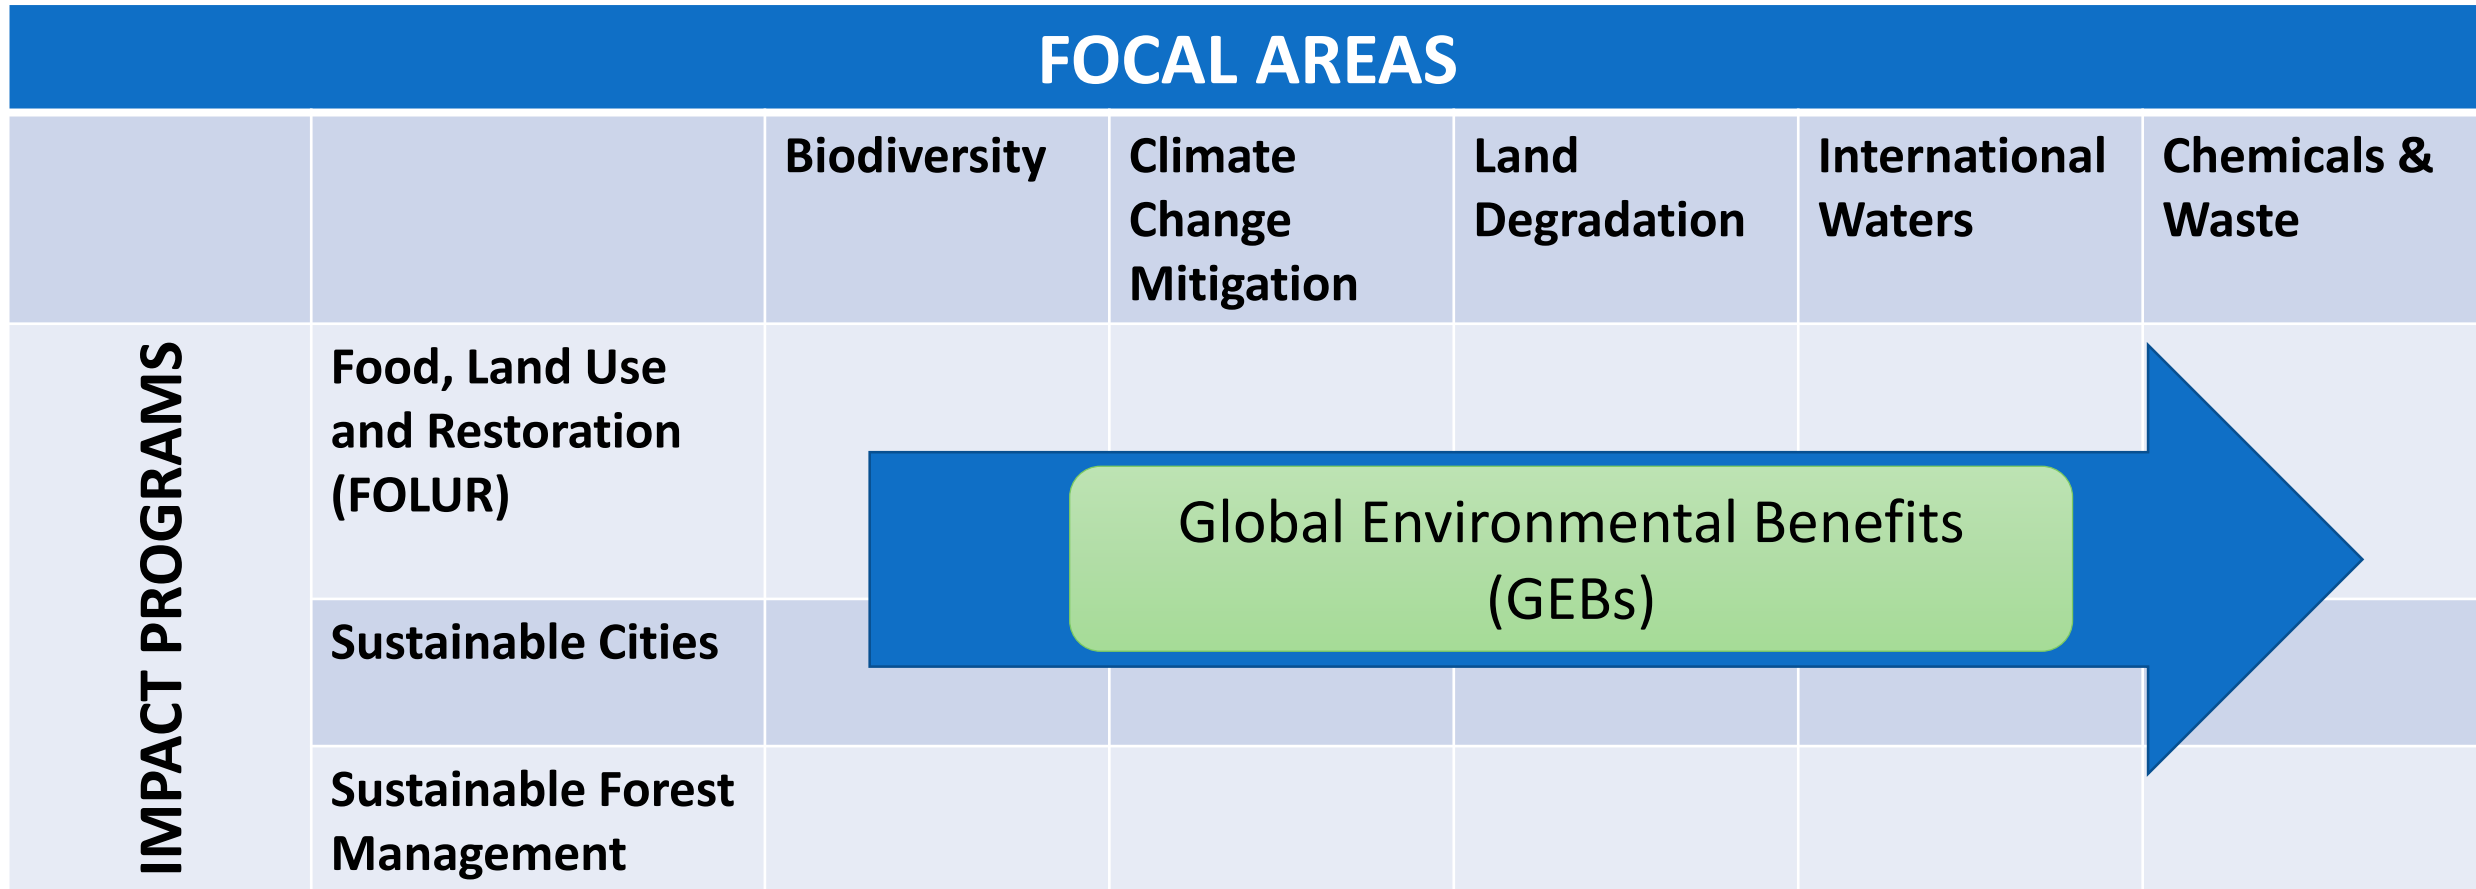 FOCAL AREAS
Biodiversity
Climate
Change
Mitigation
Land
Degradation
International
Waters
Chemicals &
Waste
IMPACT PROGRAMS
Food, Land Use
and Restoration
(FOLUR)
Global Environmental Benefits
(GEBs)
Sustainable Cities
Sustainable Forest
Management